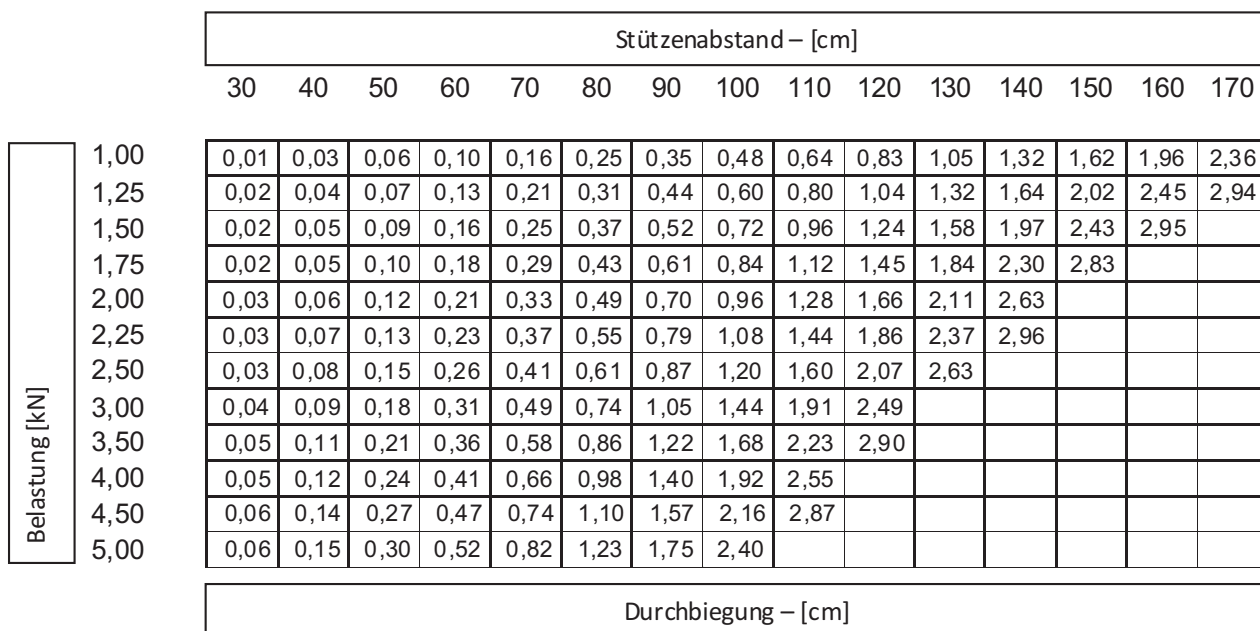 Stützenabstand – [cm]
30 40 50 60 70 80 90 100 110 120 130 140 150 160 170
Belastung [kN]
1,00 0,01 0,03 0,06 0,10 0,16 0,25 0,35 0,48 0,64 0,83 1,05 1,32 1,62 1,96 2,36
1,25 0,02 0,04 0,07 0,13 0,21 0,31 0,44 0,60 0,80 1,04 1,32 1,64 2,02 2,45 2,94
1,50 0,02 0,05 0,09 0,16 0,25 0,37 0,52 0,72 0,96 1,24 1,58 1,97 2,43 2,95
1,75 0,02 0,05 0,10 0,18 0,29 0,43 0,61 0,84 1,12 1,45 1,84 2,30 2,83
2,00 0,03 0,06 0,12 0,21 0,33 0,49 0,70 0,96 1,28 1,66 2,11 2,63
2,25 0,03 0,07 0,13 0,23 0,37 0,55 0,79 1,08 1,44 1,86 2,37 2,96
2,50 0,03 0,08 0,15 0,26 0,41 0,61 0,87 1,20 1,60 2,07 2,63
3,00 0,04 0,09 0,18 0,31 0,49 0,74 1,05 1,44 1,91 2,49
3,50 0,05 0,11 0,21 0,36 0,58 0,86 1,22 1,68 2,23 2,90
4,00 0,05 0,12 0,24 0,41 0,66 0,98 1,40 1,92 2,55
4,50 0,06 0,14 0,27 0,47 0,74 1,10 1,57 2,16 2,87
5,00 0,06 0,15 0,30 0,52 0,82 1,23 1,75 2,40
Durchbiegung – [cm]